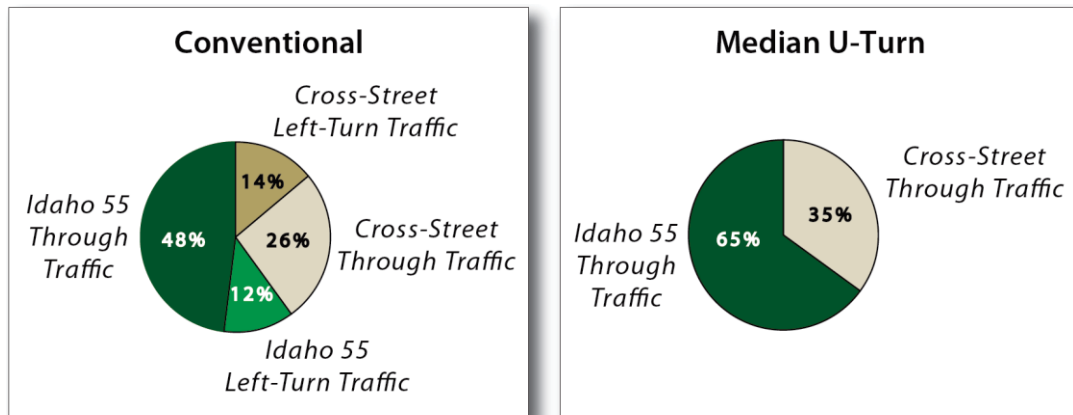 Conventional
Cross-Street
Left-Turn Traffic
14%
Idaho 55
Through
Traffic
48%
26%
Cross-Street
Through Traffic
12%
Idaho 55
Left-Turn Traffic
Median U-Turn
Cross-Street
Through Traffic
35%
Idaho 55
Through
Traffic
65%